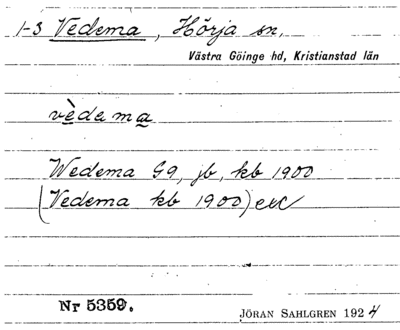 1-3 Vedema, Hörja sn,
Västra Göinge hd, Kristianstad län
vèdema
Wedema G9, jb, kb 1900
(Vedema kb 1900) etc
Nr 5359.
JÖRAN SAHLGREN 1924